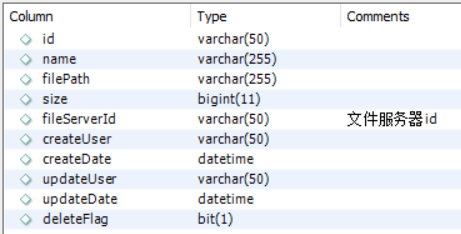 Column Type Comments
id varchar(50)
name varchar(255)
filePath varchar(255)
size bigint(11)
fileServerId varchar(50) 文件服务器id
createUser varchar(50)
createDate datetime
updateUser varchar(50)
updateDate datetime
deleteFlag bit(1)